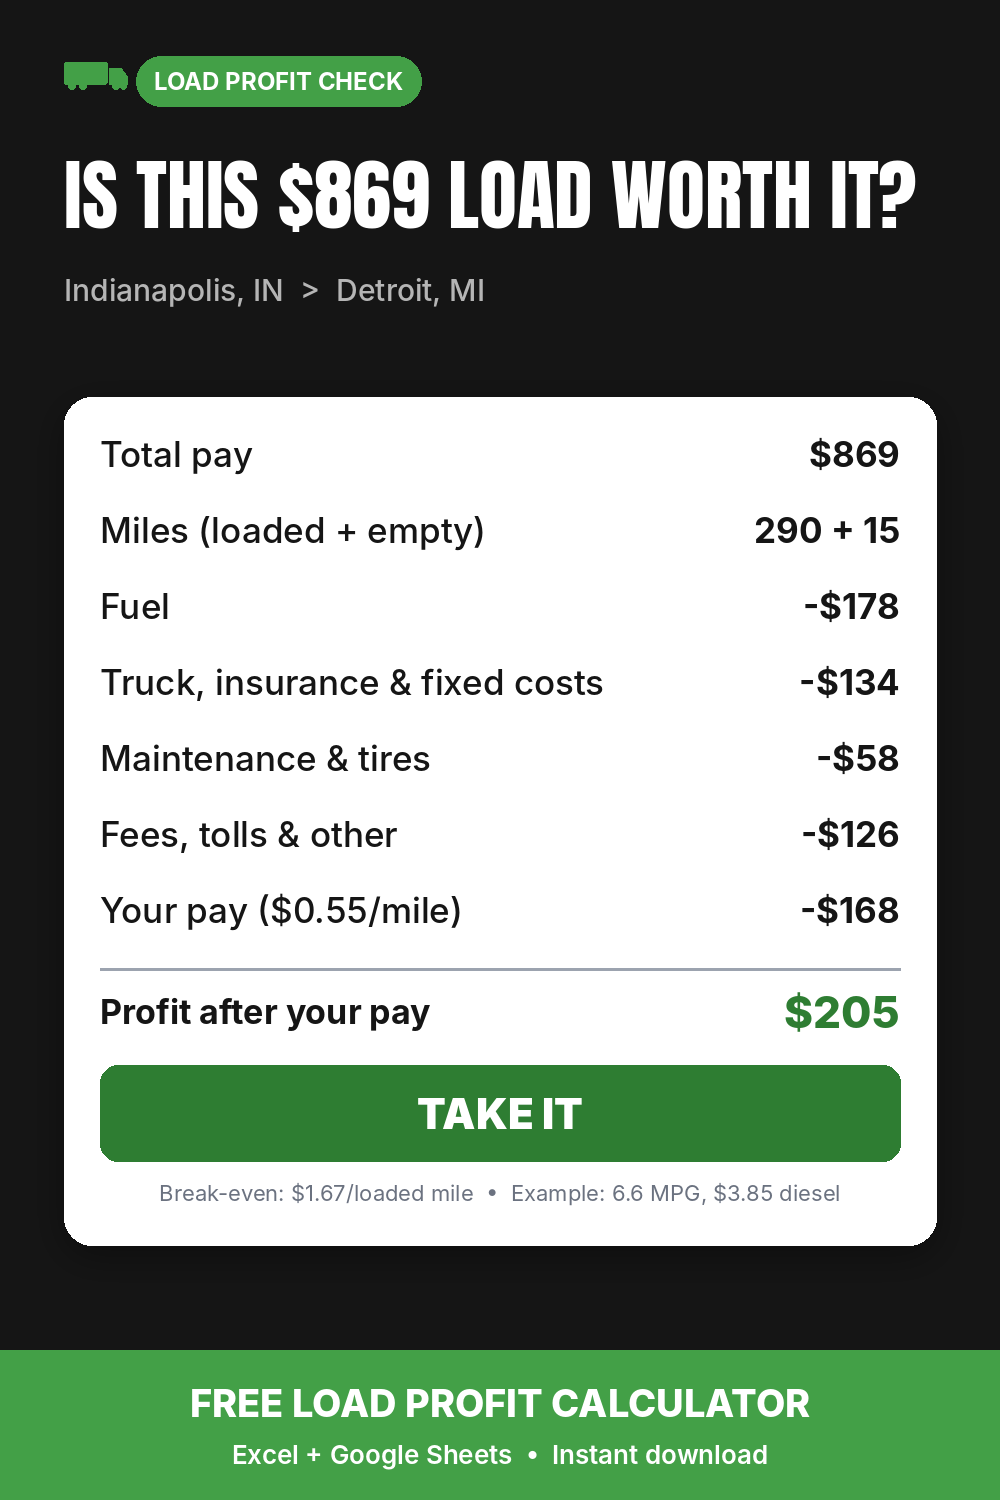 LOAD PROFIT CHECK
IS THIS $869 LOAD WORTH IT?
Indianapolis, IN > Detroit, MI
Total pay $869
Miles (loaded + empty) 290 + 15
Fuel -$178
Truck, insurance & fixed costs -$134
Maintenance & tires -$58
Fees, tolls & other -$126
Your pay ($0.55/mile) -$168
Profit after your pay $205
TAKE IT
Break-even: $1.67/loaded mile • Example: 6.6 MPG, $3.85 diesel
FREE LOAD PROFIT CALCULATOR
Excel + Google Sheets • Instant download